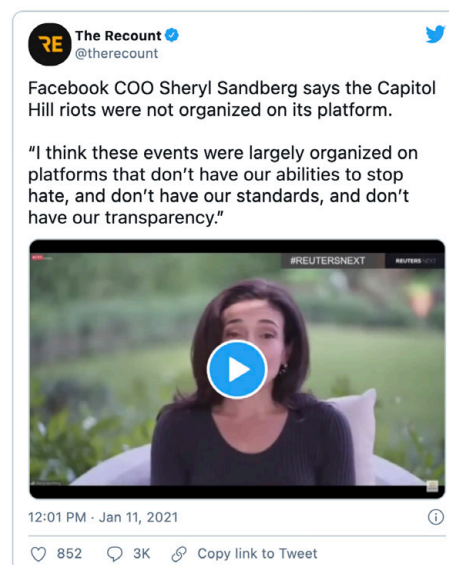 RE
The Recount
@therecount
Facebook COO Sheryl Sandberg says the Capitol
Hill riots were not organized on its platform.
“I think these events were largely organized on
platforms that don’t have our abilities to stop
hate, and don’t have our standards, and don’t
have our transparency.”
#REUTERSNEXT
REUTERS NEXT
12:01 PM · Jan 11, 2021
852
3K
Copy link to Tweet